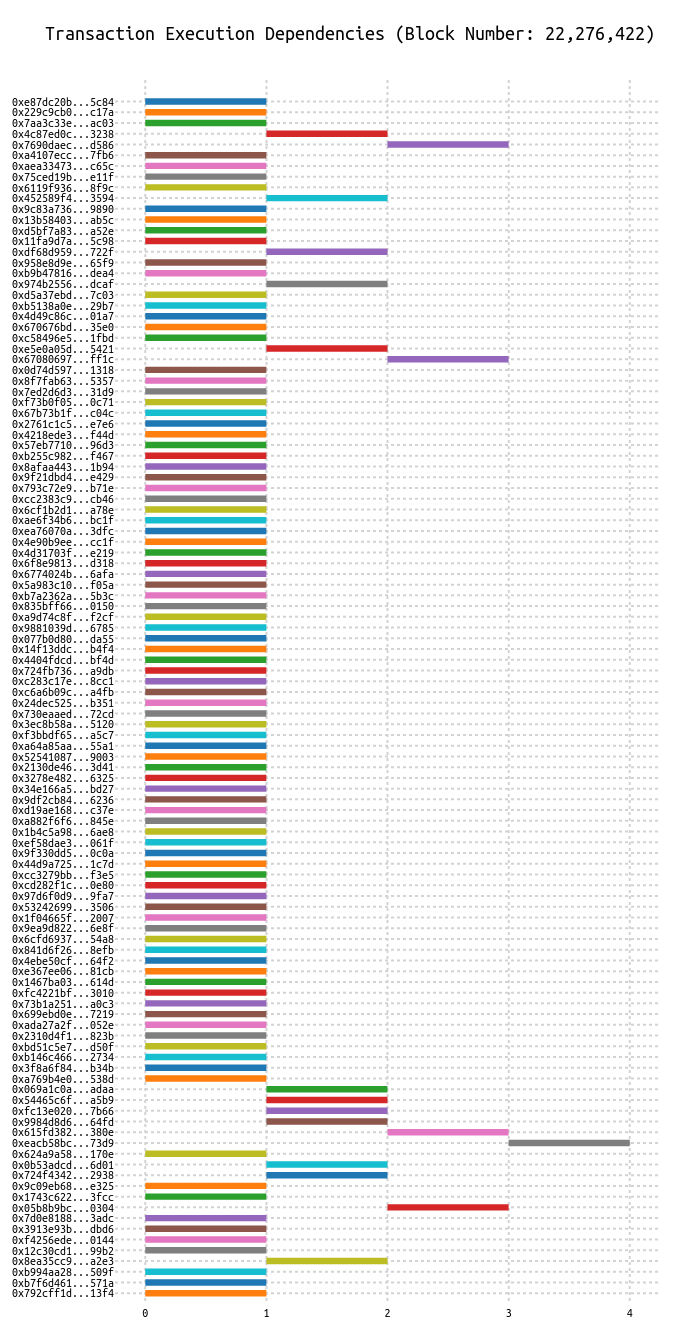 Transaction Execution Dependencies (Block Number: 22,276,422)
0xe87dc20b...5c84
0x229c9cb0...c17a
0x7aa3c33e...ac03
0x4c87ed0c...3238
0x7690daec...d586
0xa4107ecc...7fb6
0xaea33473...c65c
0x75ced19b...e11f
0x6119f936...8f9c
0x452589f4...3594
0x9c83a736...9890
0x13b58403...ab5c
0xd5bf7a83...a52e
0x11fa9d7a...5c98
0xdf68d959...722f
0x958e8d9e...65f9
0xb9b47816...dea4
0x974b2556...dcaf
0xd5a37ebd...7c03
0xb5138a0e...29b7
0x4d49c86c...01a7
0x670676bd...35e0
0xc58496e5...1fbd
0xe5e0a05d...5421
0x67080697...ff1c
0x0d74d597...1318
0x8f7fab63...5357
0x7ed2d6d3...31d9
0xf73b0f05...0c71
0x67b73b1f...c04c
0x2761c1c5...e7e6
0x4218ede3...f44d
0x57eb7710...96d3
0xb255c982...f467
0x8afaa443...1b94
0x9f21dbd4...e429
0x793c72e9...b71e
0xcc2383c9...cb46
0x6cf1b2d1...a78e
0xae6f34b6...bc1f
0xea76070a...3dfc
0x4e90b9ee...cc1f
0x4d31703f...e219
0x6f8e9813...d318
0x6774024b...6afa
0x5a983c10...f05a
0xb7a2362a...5b3c
0x835bff66...0150
0xa9d74c8f...f2cf
0x9881039d...6785
0x077b0d80...da55
0x14f13ddc...b4f4
0x4404fdcd...bf4d
0x724fb736...a9db
0xc283c17e...8cc1
0xc6a6b09c...a4fb
0x24dec525...b351
0x730eaaed...72cd
0x3ec8b58a...5120
0xf3bbdf65...a5c7
0xa64a85aa...55a1
0x52541087...9003
0x2130de46...3d41
0x3278e482...6325
0x34e166a5...bd27
0x9df2cb84...6236
0xd19ae168...c37e
0xa882f6f6...845e
0x1b4c5a98...6ae8
0xef58dae3...061f
0x9f330dd5...0c0a
0x44d9a725...1c7d
0xcc3279bb...f3e5
0xcd282f1c...0e80
0x97d6f0d9...9fa7
0x53242699...3506
0x1f04665f...2007
0x9ea9d822...6e8f
0x6cfd6937...54a8
0x841d6f26...8efb
0x4ebe50cf...64f2
0xe367ee06...81cb
0x1467ba03...614d
0xfc4221bf...3010
0x73b1a251...a0c3
0x699ebd0e...7219
0xada27a2f...052e
0x2310d4f1...823b
0xbd51c5e7...d50f
0xb146c466...2734
0x3f8a6f84...b34b
0xa769b4e0...538d
0x069a1c0a...adaa
0x54465c6f...a5b9
0xfc13e020...7b66
0x9984d8d6...64fd
0x615fd382...380e
0xeacb58bc...73d9
0x624a9a58...170e
0x0b53adcd...6d01
0x724f4342...2938
0x9c09eb68...e325
0x1743c622...3fcc
0x05b8b9bc...0304
0x7d0e8188...3adc
0x3913e93b...dbd6
0xf4256ede...0144
0x12c30cd1...99b2
0x8ea35cc9...a2e3
0xb994aa28...509f
0xb7f6d461...571a
0x792cff1d...13f4
0 1 2 3 4